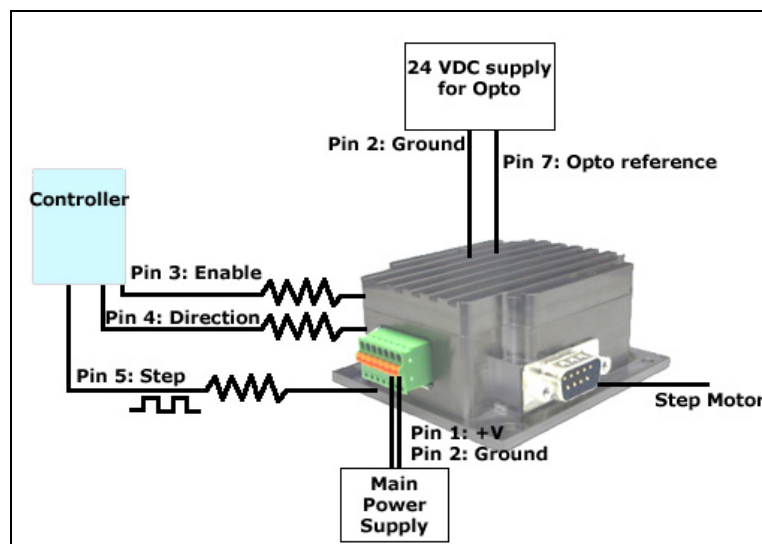 24 VDC supply
for Opto
Pin 2: Ground
Pin 7: Opto reference
Controller
Pin 3: Enable
Pin 4: Direction
Pin 5: Step
Step Motor
Pin 1: +V
Pin 2: Ground
Main
Power
Supply